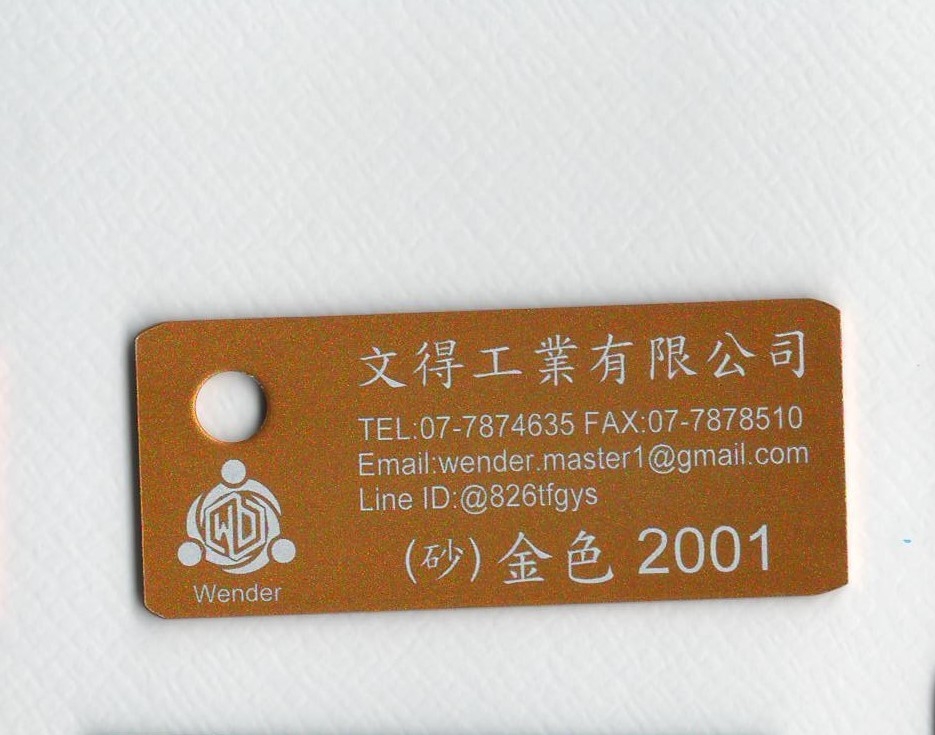 文得工業有限公司
TEL:07-7874635 FAX:07-7878510
Email:wender.master1@gmail.com
Line ID:@826tfgys
(砂) 金色 2001
WD
Wender